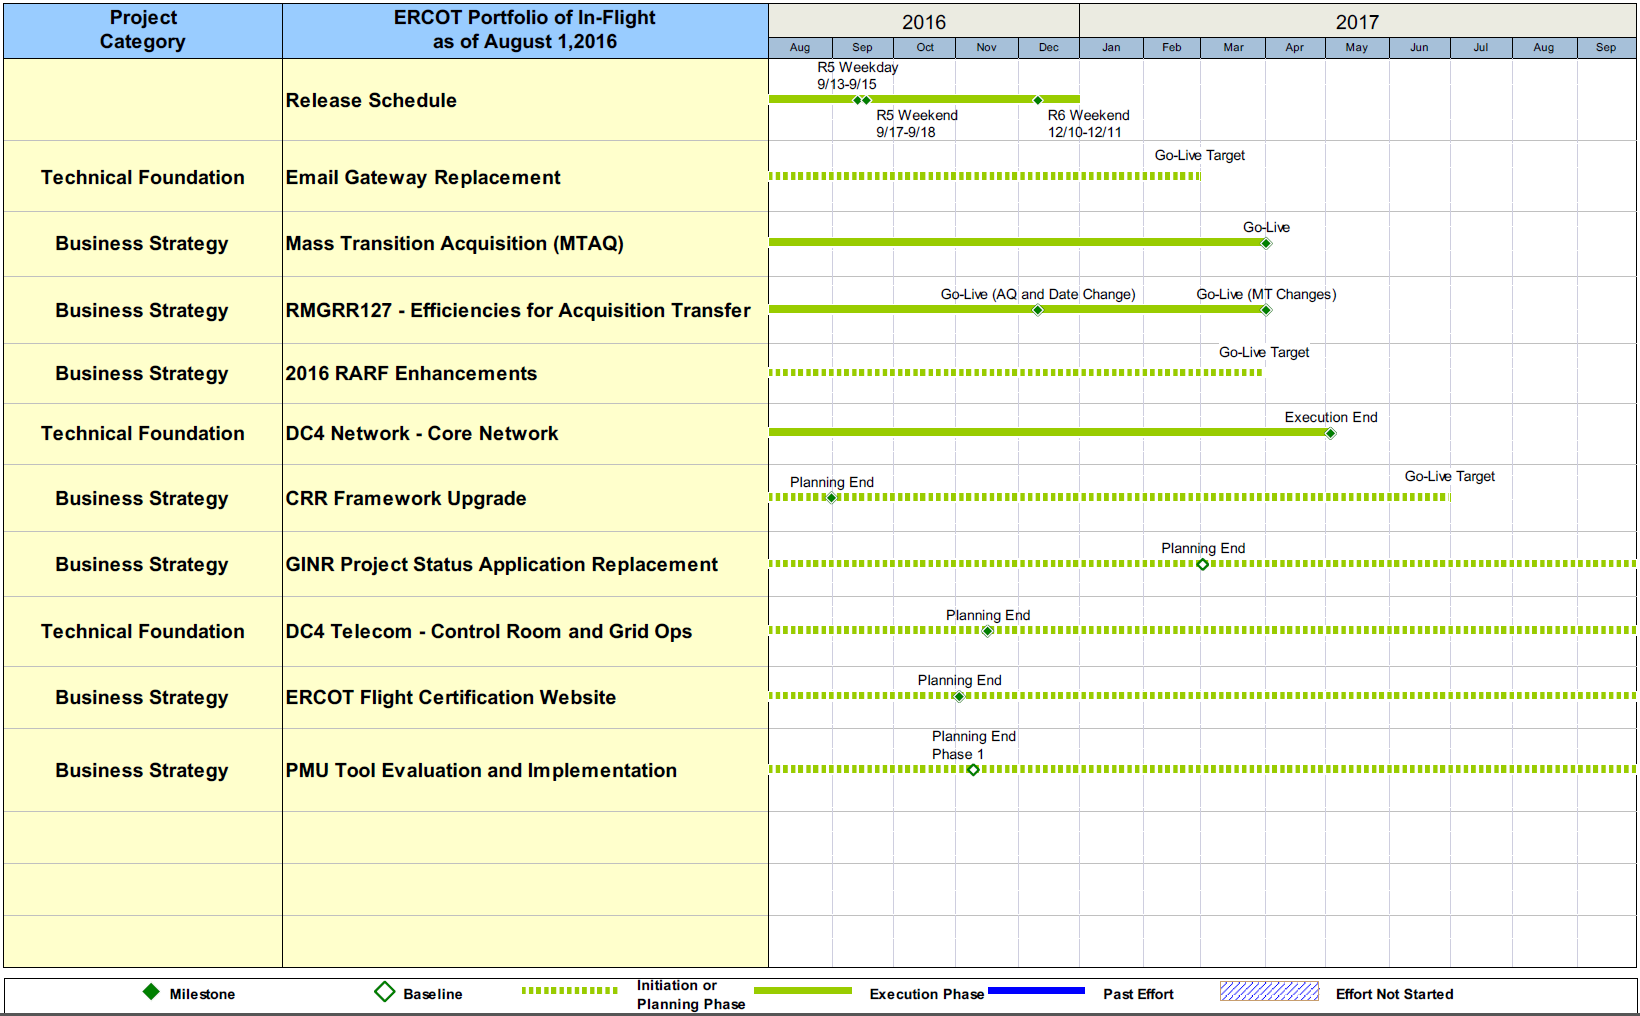 Project
Category
ERCOT Portfolio of In-Flight
as of August 1,2016
2016
2017
Aug Sep Oct Nov Dec Jan Feb Mar Apr May Jun Jul Aug Sep
R5 Weekday
9/13-9/15
Release Schedule
R5 Weekend
9/17-9/18
R6 Weekend
12/10-12/11
Go-Live Target
Technical Foundation
Email Gateway Replacement
Go-Live
Business Strategy
Mass Transition Acquisition (MTAQ)
Go-Live (AQ and Date Change)
Go-Live (MT Changes)
Business Strategy
RMGRR127 - Efficiencies for Acquisition Transfer
Go-Live Target
Business Strategy
2016 RARF Enhancements
Execution End
Technical Foundation
DC4 Network - Core Network
Planning End
Go-Live Target
Business Strategy
CRR Framework Upgrade
Planning End
Business Strategy
GINR Project Status Application Replacement
Planning End
Technical Foundation
DC4 Telecom - Control Room and Grid Ops
Planning End
Business Strategy
ERCOT Flight Certification Website
Planning End
Phase 1
Business Strategy
PMU Tool Evaluation and Implementation
Milestone
Baseline
Initiation or
Planning Phase
Execution Phase
Past Effort
Effort Not Started